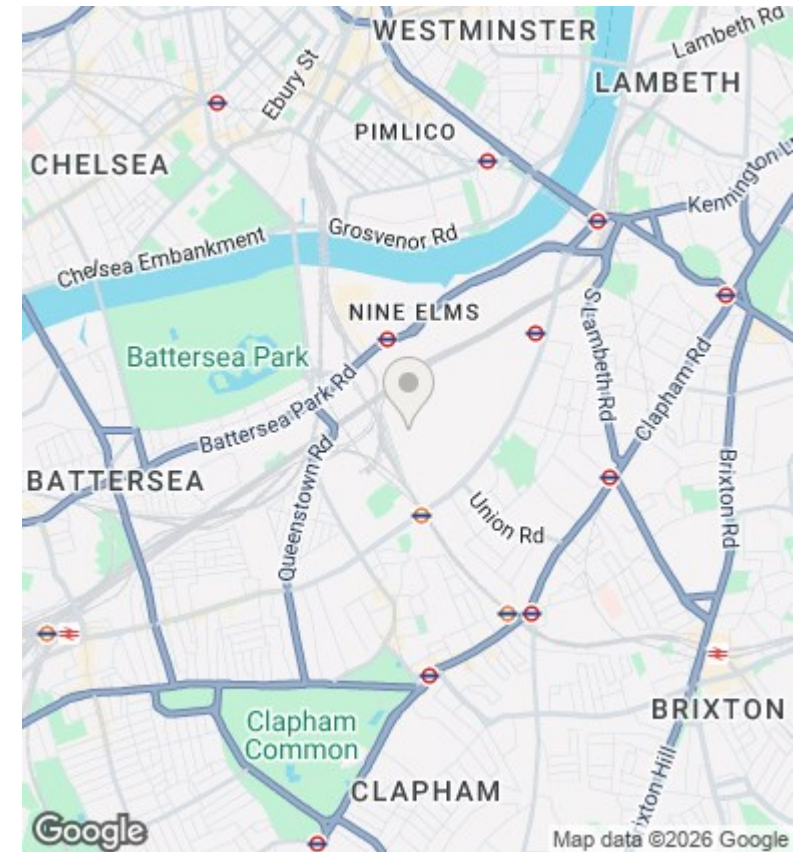 WESTMINSTER
Lambeth Rd
LAMBETH
Ebury St
PIMLICO
CHELSEA
Kennington Ln
Grosvenor Rd
Chelsea Embankment
NINE ELMS
S Lambeth Rd
Clapham Rd
Battersea Park
Battersea Park Rd
BATTERSEA
Queenstown Rd
Union Rd
Brixton Rd
BRIXTON
Clapham
Common
Brixton Hill
CLAPHAM
Google
Map data ©2026 Google